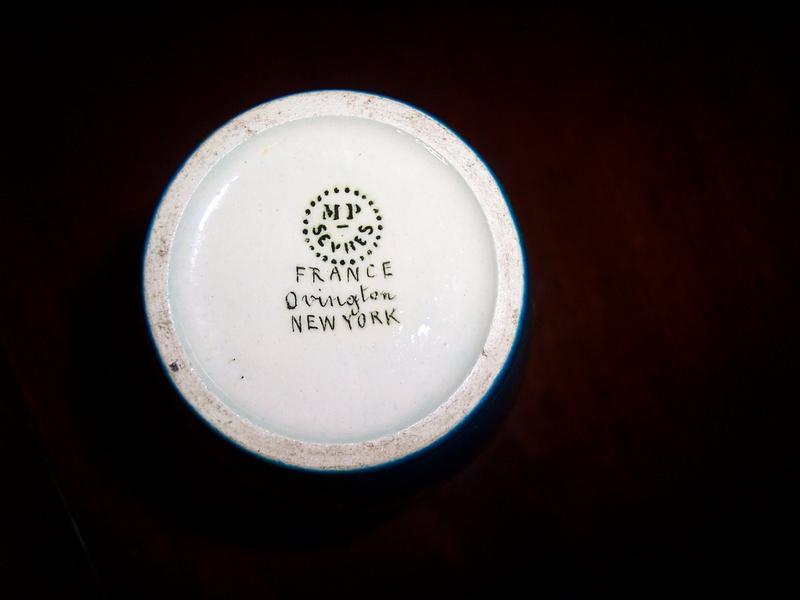 MP
SEVRES
FRANCE
Ovington
NEW YORK